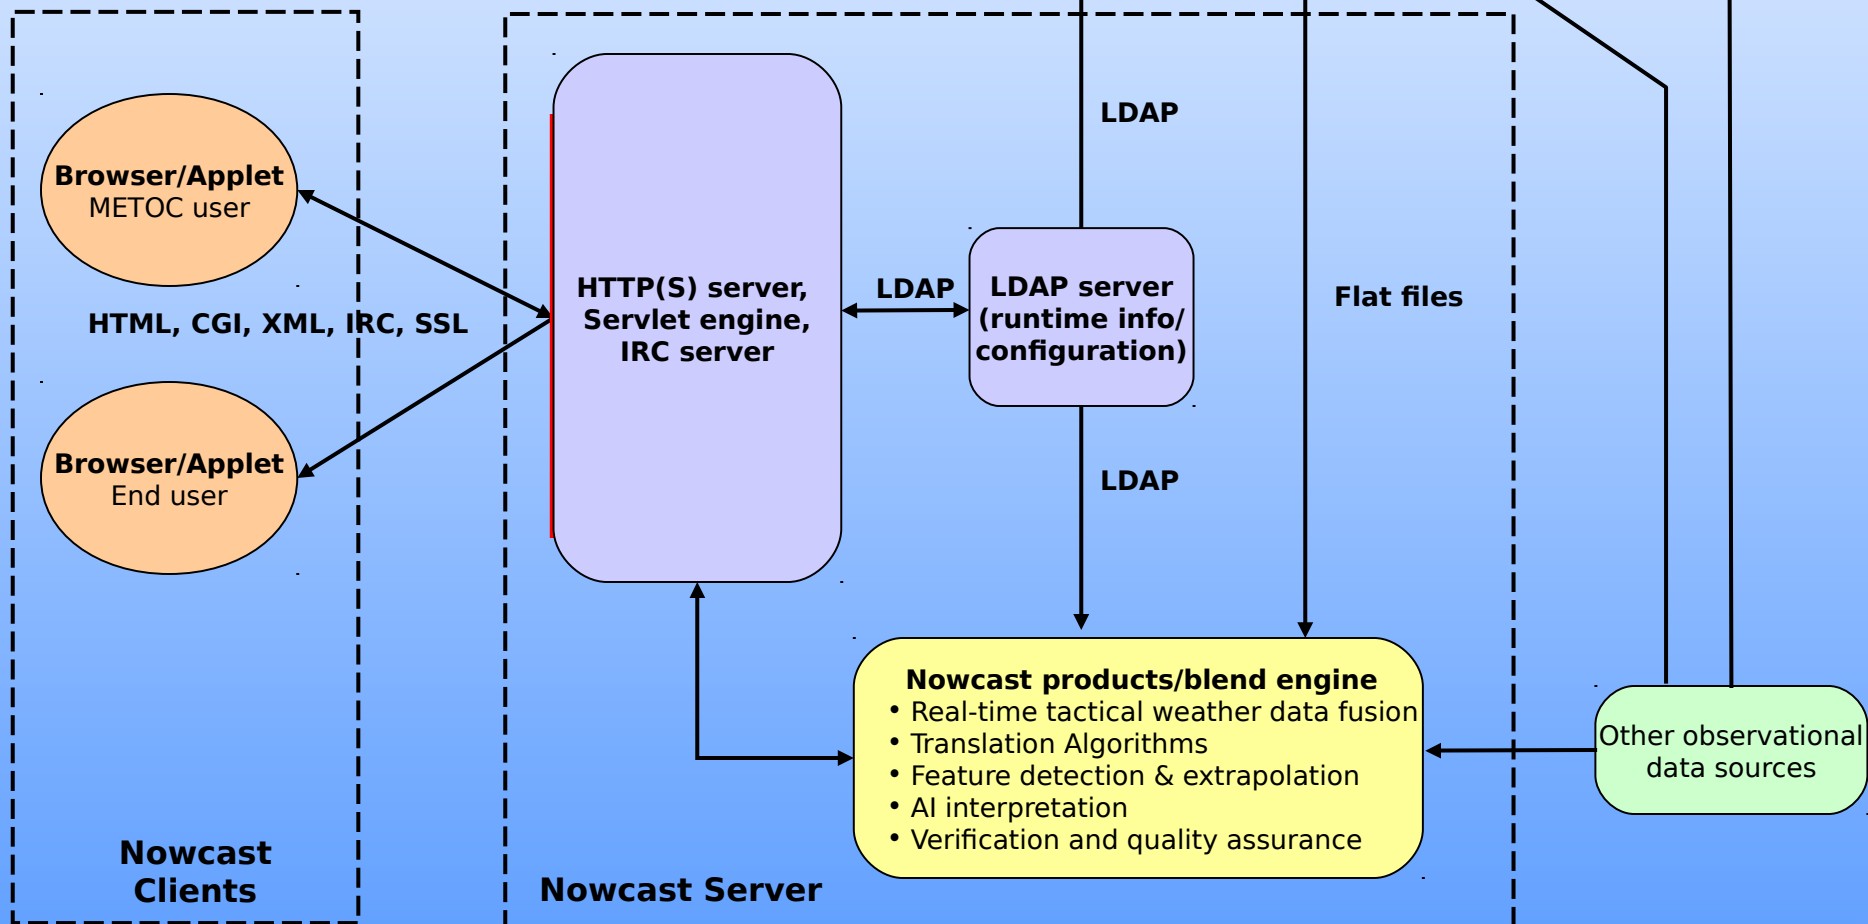 Browser/Applet
METOC user
HTML, CGI, XML, IRC, SSL
Browser/Applet
End user
Nowcast
Clients
HTTP(S) server,
Servlet engine,
IRC server
LDAP
LDAP
LDAP server
(runtime info/
configuration)
LDAP
Flat files
Nowcast products/blend engine
• Real-time tactical weather data fusion
• Translation Algorithms
• Feature detection & extrapolation
• AI interpretation
• Verification and quality assurance
Other observational
data sources
Nowcast Server